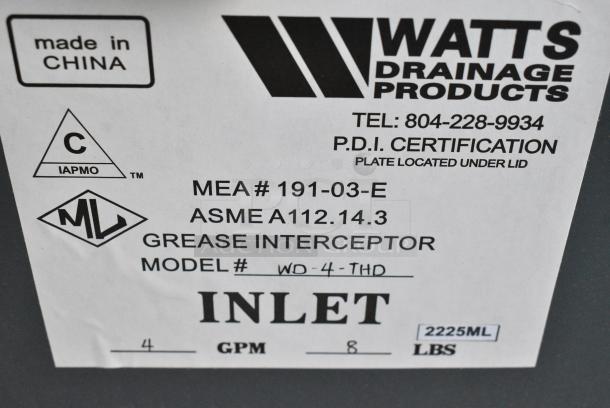 made in
CHINA
WATTS
DRAINAGE
PRODUCTS
TEL: 804-228-9934
P.D.I. CERTIFICATION
PLATE LOCATED UNDER LID
C
IAPMO
TM
ML
MEA # 191-03-E
ASME A112.14.3
GREASE INTERCEPTOR
MODEL # WD-4-THD
INLET
2225ML
4 GPM 8 LBS